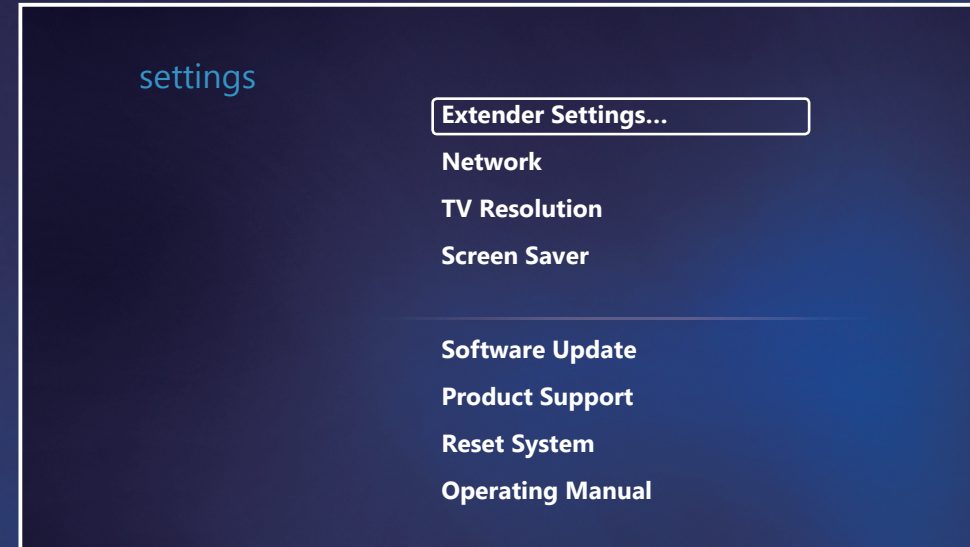 settings
Extender Settings...
Network
TV Resolution
Screen Saver
Software Update
Product Support
Reset System
Operating Manual